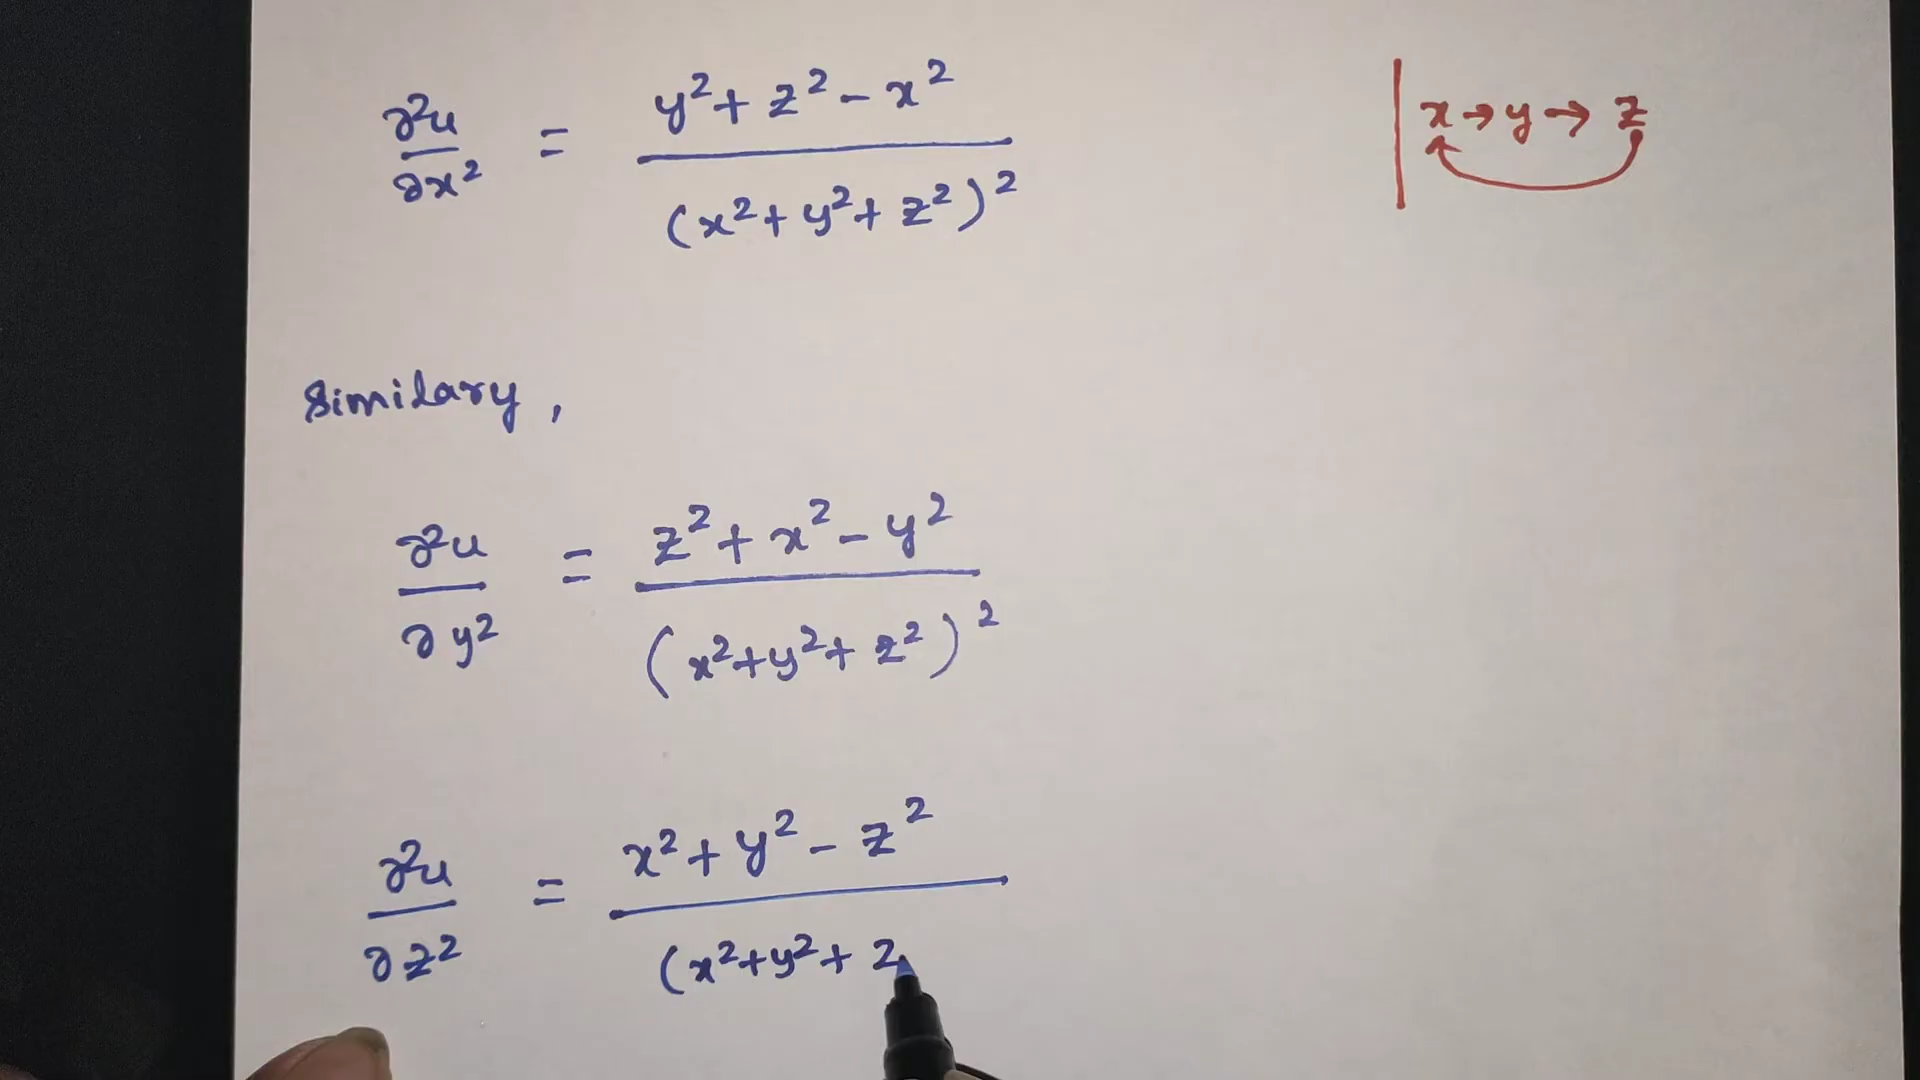 ∂²u/∂x² = (y² + z² - x²)/(x² + y² + z²)²
x → y → z
Similary,
∂²u/∂y² = (z² + x² - y²)/(x² + y² + z²)²
∂²u/∂z² = (x² + y² - z²)/(x² + y² + z